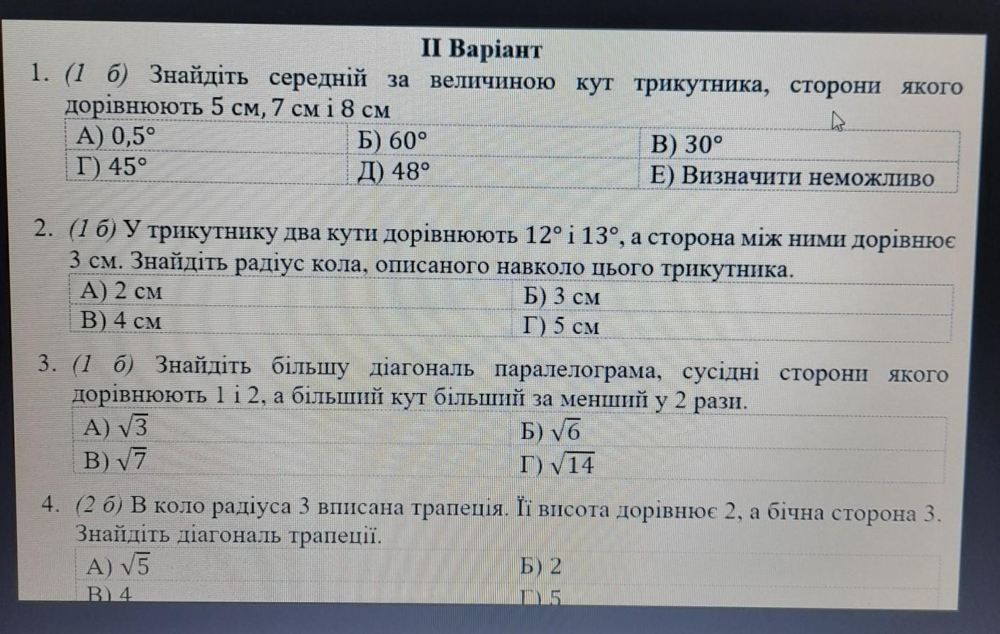 II Варіант
1. (1 б) Знайдіть середній за величиною кут трикутника, сторони якого
дорівнюють 5 см, 7 см і 8 см
А) 0,5° Б) 60° В) 30°
Г) 45° Д) 48° Е) Визначити неможливо
2. (1 б) У трикутнику два кути дорівнюють 12° і 13°, а сторона між ними дорівнює
3 см. Знайдіть радіус кола, описаного навколо цього трикутника.
А) 2 см Б) 3 см
В) 4 см Г) 5 см
3. (1 б) Знайдіть більшу діагональ паралелограма, сусідні сторони якого
дорівнюють 1 і 2, а більший кут більший за менший у 2 рази.
А) √3 Б) √6
В) √7 Г) √14
4. (2 б) В коло радіуса 3 вписана трапеція. Її висота дорівнює 2, а бічна сторона 3.
Знайдіть діагональ трапеції.
А) √5 Б) 2
В) 4 Г) 5